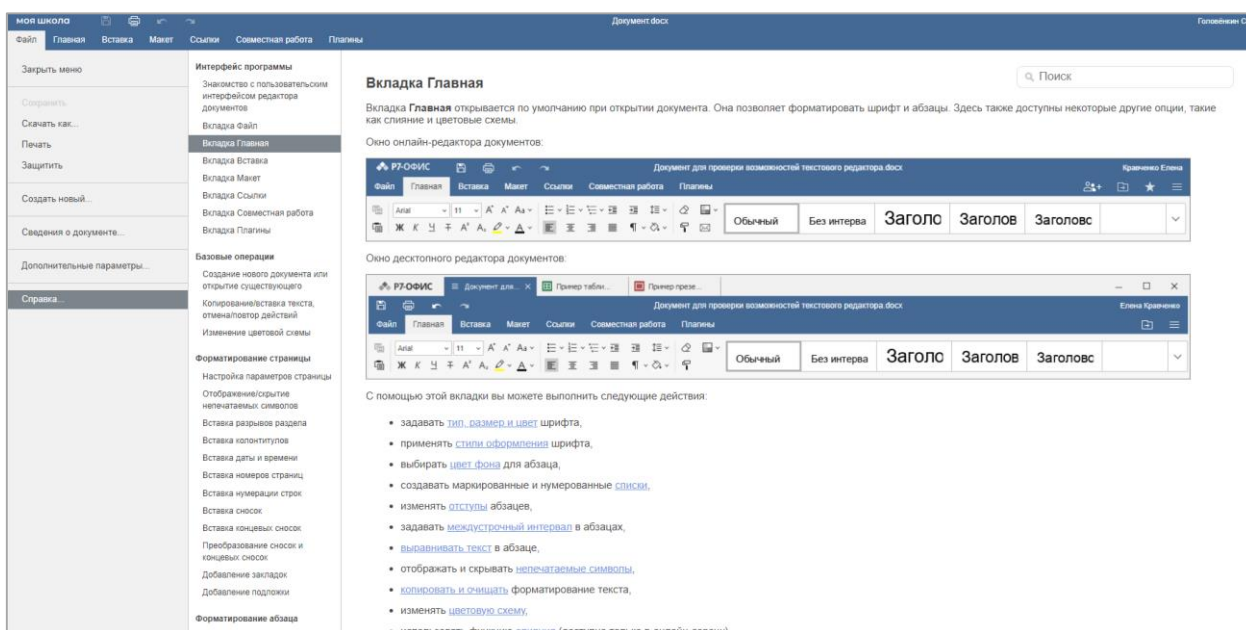 моя школа
Документ.docx
Головёнкин С
Файл Главная Вставка Макет Ссылки Совместная работа Плагины
Закрыть меню
Сохранить
Скачать как...
Печать
Защитить
Создать новый...
Сведения о документе...
Дополнительные параметры...
Справка...
Интерфейс программы
Знакомство с пользовательским
интерфейсом редактора
документов
Вкладка Файл
Вкладка Главная
Вкладка Вставка
Вкладка Макет
Вкладка Ссылки
Вкладка Совместная работа
Вкладка Плагины
Базовые операции
Создание нового документа или
открытие существующего
Копирование/вставка текста,
отмена/повтор действий
Изменение цветовой схемы
Форматирование страницы
Настройка параметров страницы
Отображение/скрытие
непечатаемых символов
Вставка разрывов раздела
Вставка колонтитулов
Вставка даты и времени
Вставка номеров страниц
Вставка нумерации строк
Вставка сносок
Вставка концевых сносок
Преобразование сносок и
концевых сносок
Добавление закладок
Добавление подложки
Форматирование абзаца
Поиск
Вкладка Главная
Вкладка Главная открывается по умолчанию при открытии документа. Она позволяет форматировать шрифт и абзацы. Здесь также доступны некоторые другие опции, такие
как слияние и цветовые схемы.
Окно онлайн-редактора документов:
Р7-ОФИС Документ для проверки возможностей текстового редактора.docx Кравченко Елена
Файл Главная Вставка Макет Ссылки Совместная работа Плагины
Arial 11
Ж К Ч
Обычный Без интерва Заголо Заголов Заголовс
Окно десктопного редактора документов:
Р7-ОФИС Документ для... Пример табли... Пример презе...
Документ для проверки возможностей текстового редактора.docx Елена Кравченко
Файл Главная Вставка Макет Ссылки Совместная работа Плагины
Arial 11
Ж К Ч
Обычный Без интерва Заголо Заголов Заголовс
С помощью этой вкладки вы можете выполнить следующие действия:
• задавать тип, размер и цвет шрифта,
• применять стили оформления шрифта,
• выбирать цвет фона для абзаца,
• создавать маркированные и нумерованные списки,
• изменять отступы абзацев,
• задавать междустрочный интервал в абзацах,
• выравнивать текст в абзаце,
• отображать и скрывать непечатаемые символы,
• копировать и очищать форматирование текста,
• изменять цветовую схему,